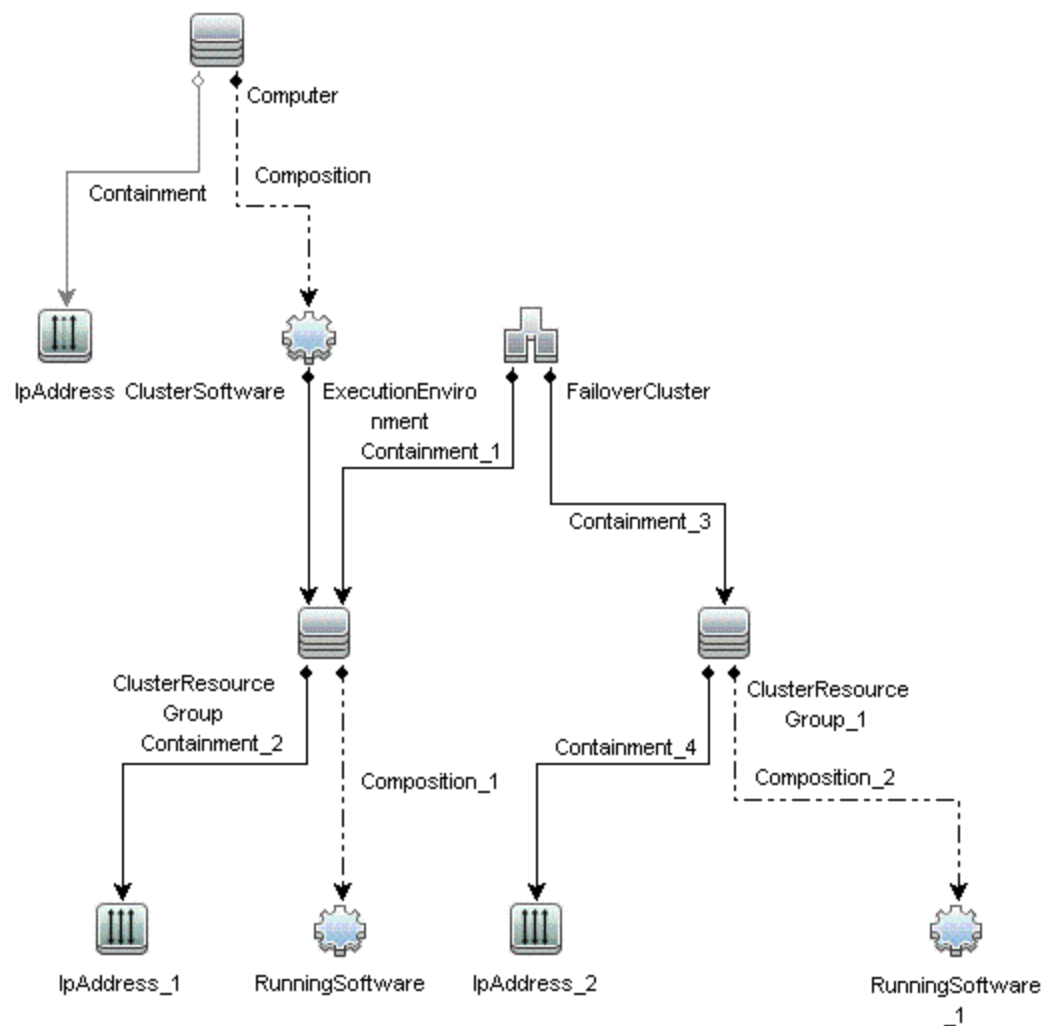 Computer
Composition
Containment
IpAddress
ClusterSoftware
ExecutionEnviro
nment
FailoverCluster
Containment_1
Containment_3
ClusterResource
Group
Containment_2
ClusterResource
Group_1
Containment_4
Composition_1
Composition_2
IpAddress_1
RunningSoftware
IpAddress_2
RunningSoftware
_1